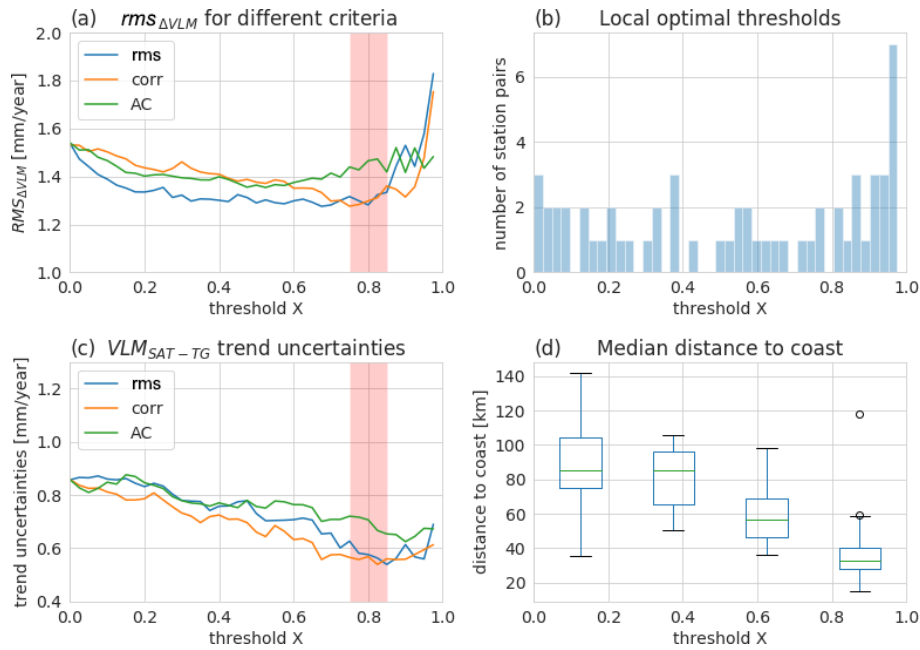 (a) rms_ΔVLM for different criteria
RMS_ΔVLM [mm/year]
2.0
1.8
1.6
1.4
1.2
1.0
rms
corr
AC
0.0 0.2 0.4 0.6 0.8 1.0
threshold X
(b) Local optimal thresholds
number of station pairs
6
4
2
0
0.0 0.2 0.4 0.6 0.8 1.0
threshold X
(c) VLM_SAT−TG trend uncertainties
trend uncertainties [mm/year]
1.2
1.0
0.8
0.6
0.4
rms
corr
AC
0.0 0.2 0.4 0.6 0.8 1.0
threshold X
(d) Median distance to coast
distance to coast [km]
140
120
100
80
60
40
20
0.0 0.2 0.4 0.6 0.8 1.0
threshold X